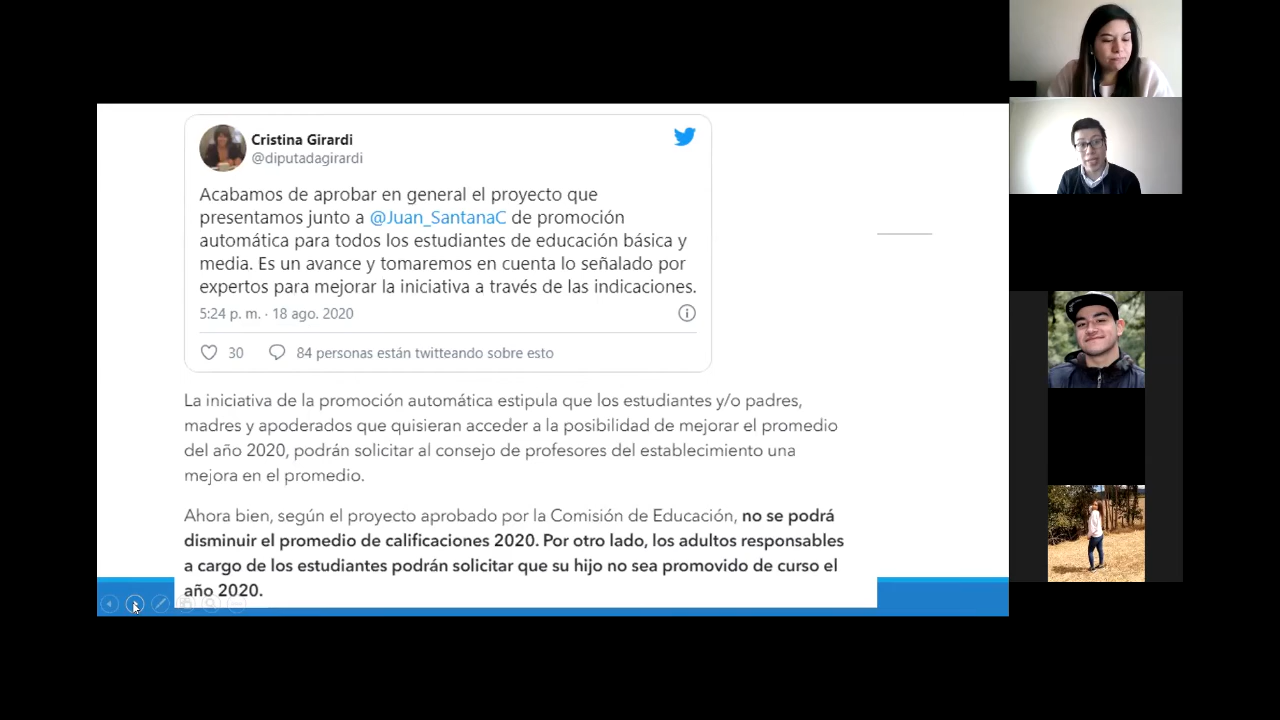 Cristina Girardi
@diputadagirardi
Acabamos de aprobar en general el proyecto que
presentamos junto a @Juan_SantanaC de promoción
automática para todos los estudiantes de educación básica y
media. Es un avance y tomaremos en cuenta lo señalado por
expertos para mejorar la iniciativa a través de las indicaciones.
5:24 p. m. · 18 ago. 2020
30 84 personas están twitteando sobre esto
La iniciativa de la promoción automática estipula que los estudiantes y/o padres,
madres y apoderados que quisieran acceder a la posibilidad de mejorar el promedio
del año 2020, podrán solicitar al consejo de profesores del establecimiento una
mejora en el promedio.
Ahora bien, según el proyecto aprobado por la Comisión de Educación, no se podrá
disminuir el promedio de calificaciones 2020. Por otro lado, los adultos responsables
a cargo de los estudiantes podrán solicitar que su hijo no sea promovido de curso el
año 2020.